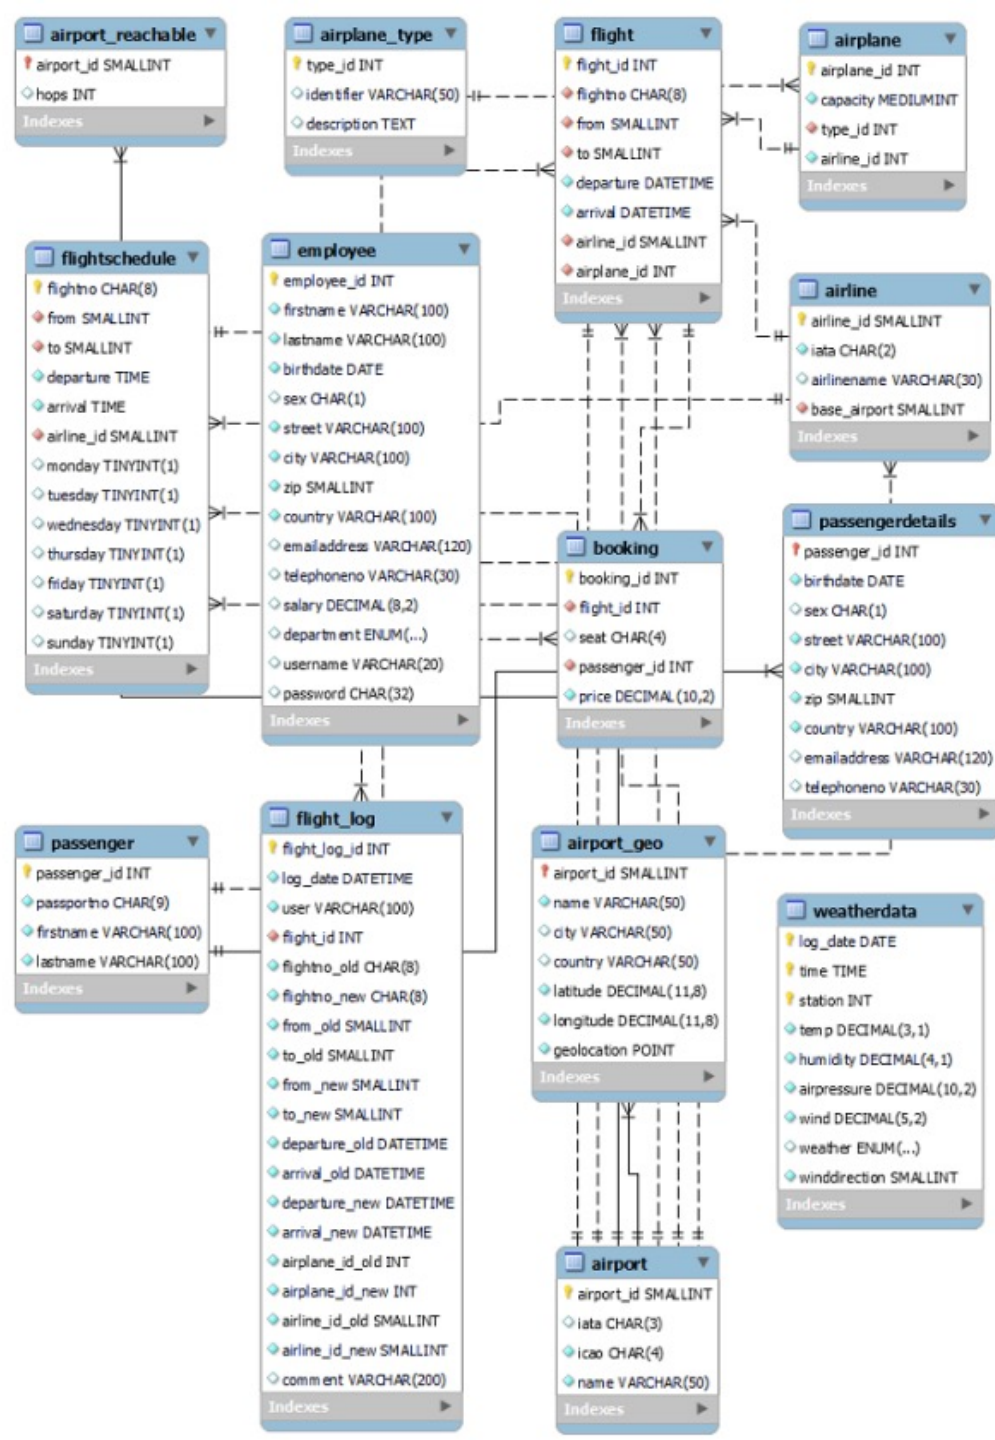 airport_reachable
airport_id SMALLINT
hops INT
Indexes
airplane_type
type_id INT
identifier VARCHAR(50)
description TEXT
Indexes
flight
flight_id INT
flightno CHAR(8)
from SMALLINT
to SMALLINT
departure DATETIME
arrival DATETIME
airline_id SMALLINT
airplane_id INT
Indexes
airplane
airplane_id INT
capacity MEDIUMINT
type_id INT
airline_id INT
Indexes
flightschedule
flightno CHAR(8)
from SMALLINT
to SMALLINT
departure TIME
arrival TIME
airline_id SMALLINT
monday TINYINT(1)
tuesday TINYINT(1)
wednesday TINYINT(1)
thursday TINYINT(1)
friday TINYINT(1)
saturday TINYINT(1)
sunday TINYINT(1)
Indexes
employee
employee_id INT
firstname VARCHAR(100)
lastname VARCHAR(100)
birthdate DATE
sex CHAR(1)
street VARCHAR(100)
city VARCHAR(100)
zip SMALLINT
country VARCHAR(100)
emailaddress VARCHAR(120)
telephoneno VARCHAR(30)
salary DECIMAL(8,2)
department ENUM(...)
username VARCHAR(20)
password CHAR(32)
Indexes
airline
airline_id SMALLINT
iata CHAR(2)
airlinename VARCHAR(30)
base_airport SMALLINT
Indexes
booking
booking_id INT
flight_id INT
seat CHAR(4)
passenger_id INT
price DECIMAL(10,2)
Indexes
passengerdetails
passenger_id INT
birthdate DATE
sex CHAR(1)
street VARCHAR(100)
city VARCHAR(100)
zip SMALLINT
country VARCHAR(100)
emailaddress VARCHAR(120)
telephoneno VARCHAR(30)
Indexes
passenger
passenger_id INT
passportno CHAR(9)
firstname VARCHAR(100)
lastname VARCHAR(100)
Indexes
flight_log
flight_log_id INT
log_date DATETIME
user VARCHAR(100)
flight_id INT
flightno_old CHAR(8)
flightno_new CHAR(8)
from_old SMALLINT
to_old SMALLINT
from_new SMALLINT
to_new SMALLINT
departure_old DATETIME
arrival_old DATETIME
departure_new DATETIME
arrival_new DATETIME
airplane_id_old INT
airplane_id_new INT
airline_id_old SMALLINT
airline_id_new SMALLINT
comment VARCHAR(200)
Indexes
airport_geo
airport_id SMALLINT
name VARCHAR(50)
city VARCHAR(50)
country VARCHAR(50)
latitude DECIMAL(11,8)
longitude DECIMAL(11,8)
geolocation POINT
Indexes
weatherdata
log_date DATE
time TIME
station INT
temp DECIMAL(3,1)
humidity DECIMAL(4,1)
airpressure DECIMAL(10,2)
wind DECIMAL(5,2)
weather ENUM(...)
winddirection SMALLINT
Indexes
airport
airport_id SMALLINT
iata CHAR(3)
icao CHAR(4)
name VARCHAR(50)
Indexes